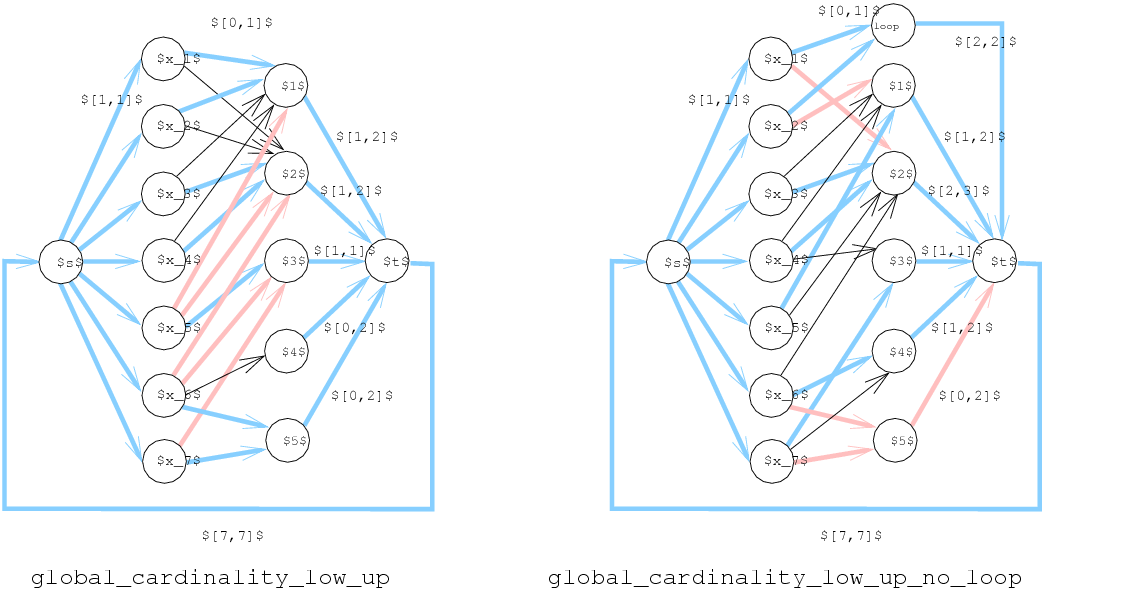 $[0,1]$
$x_1$
$[1,1]$
$1$
$x_2$
$[1,2]$
$2$
$x_3$
$[1,2]$
$s$
$x_4$
$3$
$[1,1]$
$t$
$x_5$
$[0,2]$
$4$
$x_6$
$[0,2]$
$5$
$x_7$
$[7,7]$
global_cardinality_low_up
$[0,1]$
loop
$[2,2]$
$x_1$
$[1,1]$
$1$
$x_2$
$[1,2]$
$2$
$x_3$
$[2,3]$
$s$
$x_4$
$3$
$[1,1]$
$t$
$x_5$
$[1,2]$
$4$
$x_6$
$[0,2]$
$5$
$x_7$
$[7,7]$
global_cardinality_low_up_no_loop